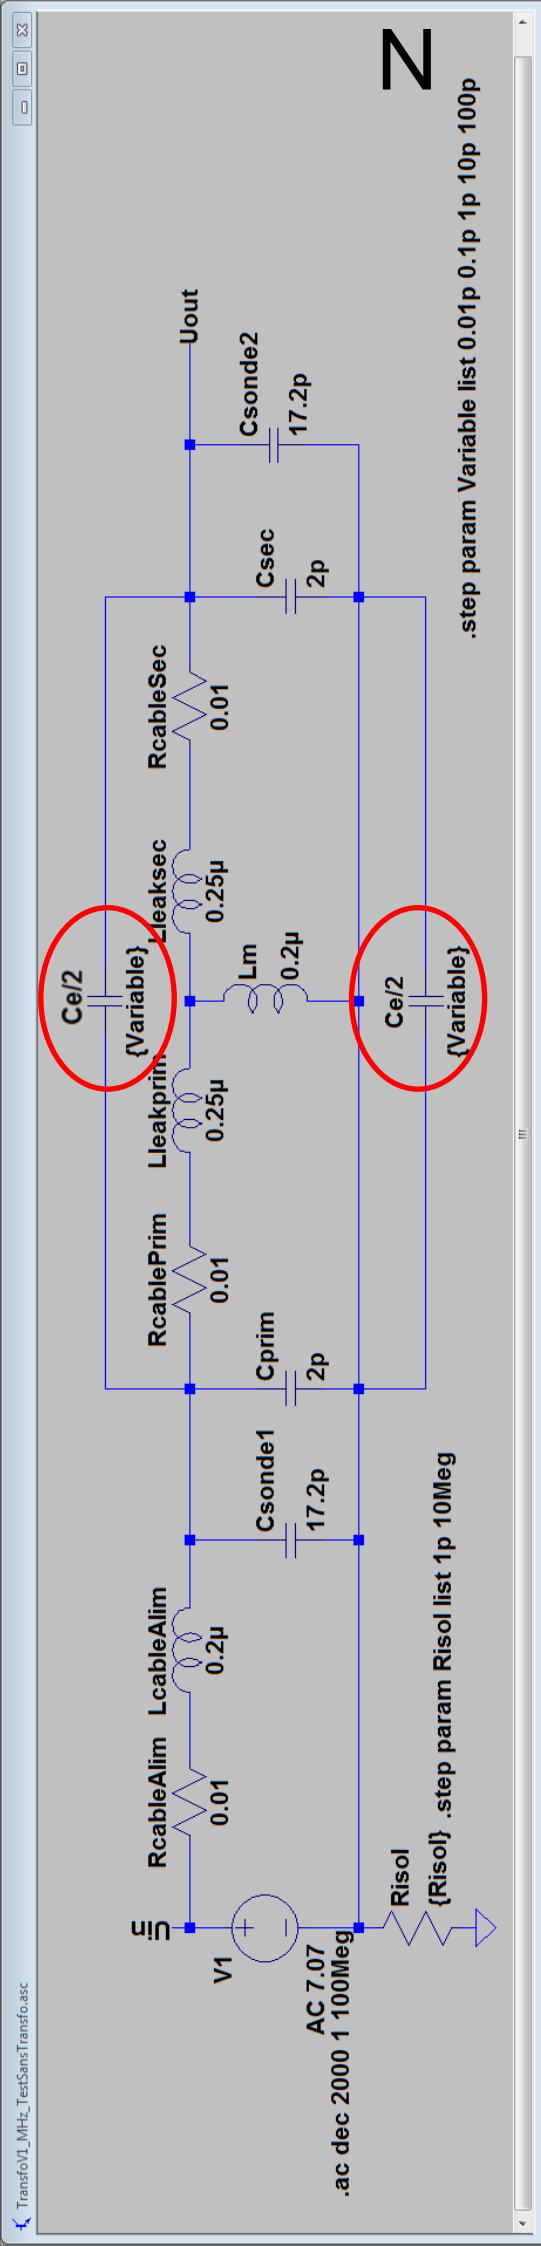 TransfoV1_MHz_TestSansTransfo.asc
N
Ce/2
{Variable}
Uin
RcableAlim
0.01
LcableAlim
0.2µ
RcablePrim
0.01
Lleakprim
0.25µ
Lleaksec
0.25µ
RcableSec
0.01
Uout
V1
AC 7.07
.ac dec 2000 1 100Meg
Csonde1
17.2p
Cprim
2p
Lm
0.2µ
Csec
2p
Csonde2
17.2p
Risol
{Risol}
.step param Risol list 1p 10Meg
Ce/2
{Variable}
.step param Variable list 0.01p 0.1p 1p 10p 100p